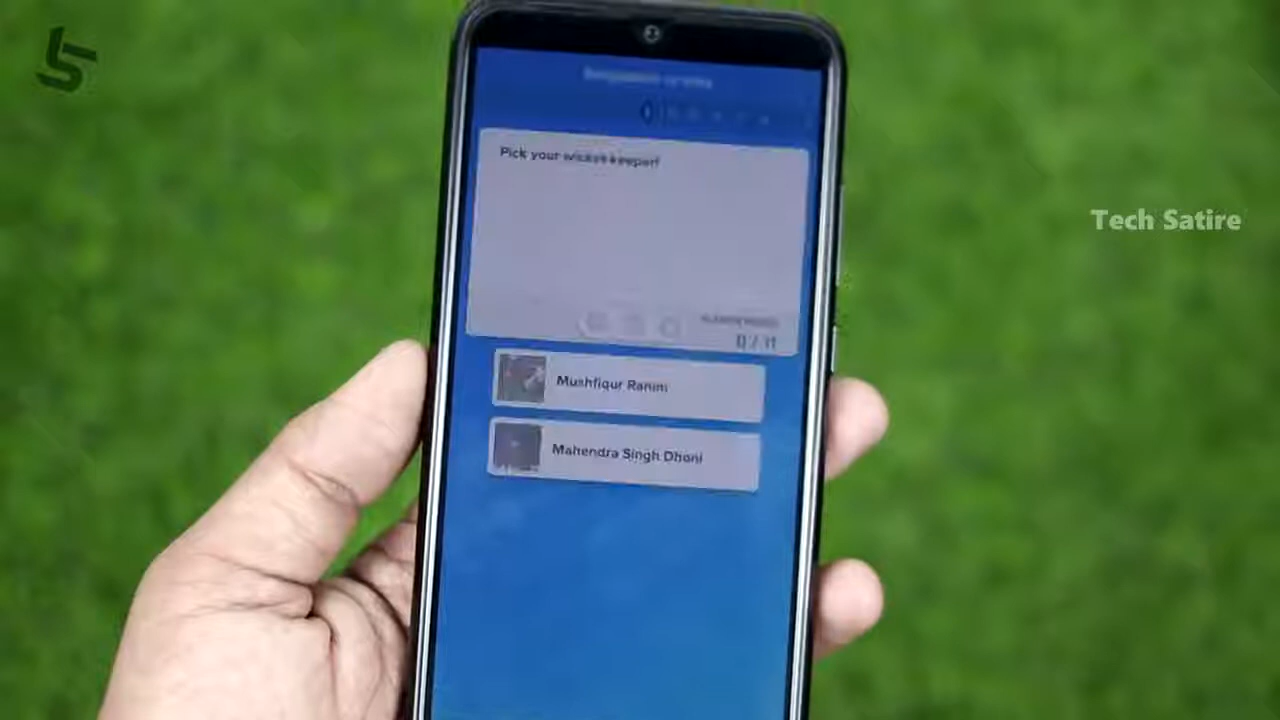 Tech Satire
Pick your wicket-keeper!
0 / 11
Mushfiqur Rahim
Mahendra Singh Dhoni